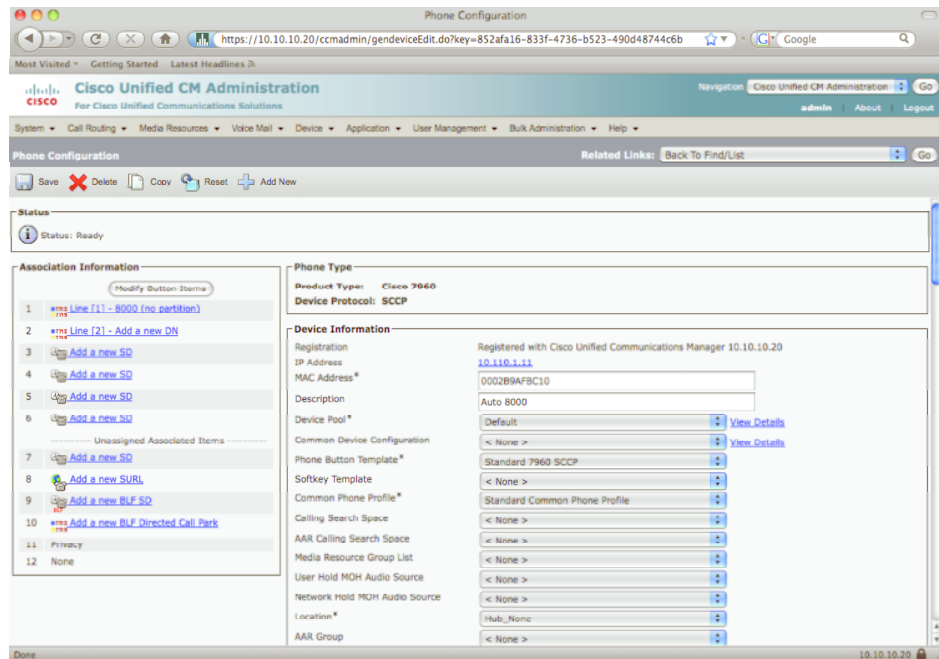 Phone Configuration
https://10.10.10.20/ccmadmin/gendeviceEdit.do?key=852afa16-833f-4736-b523-490d48744c6b
Google
Most Visited Getting Started Latest Headlines
CISCO
Cisco Unified CM Administration
For Cisco Unified Communications Solutions
Navigation Cisco Unified CM Administration Go
admin | About | Logout
System Call Routing Media Resources Voice Mail Device Application User Management Bulk Administration Help
Phone Configuration
Related Links: Back To Find/List Go
Save Delete Copy Reset Add New
Status
Status: Ready
Association Information
Modify Button Items
1 Line [1] - 8000 (no partition)
2 Line [2] - Add a new DN
3 Add a new SD
4 Add a new SD
5 Add a new SD
6 Add a new SD
Unassigned Associated Items
7 Add a new SD
8 Add a new SURL
9 Add a new BLF SD
10 Add a new BLF Directed Call Park
11 Privacy
12 None
Phone Type
Product Type: Cisco 7960
Device Protocol: SCCP
Device Information
Registration Registered with Cisco Unified Communications Manager 10.10.10.20
IP Address 10.110.1.11
MAC Address* 0002B9AFBC10
Description Auto 8000
Device Pool* Default View Details
Common Device Configuration < None > View Details
Phone Button Template* Standard 7960 SCCP
Softkey Template < None >
Common Phone Profile* Standard Common Phone Profile
Calling Search Space < None >
AAR Calling Search Space < None >
Media Resource Group List < None >
User Hold MOH Audio Source < None >
Network Hold MOH Audio Source < None >
Location* Hub_None
AAR Group < None >
Done
10.10.10.20